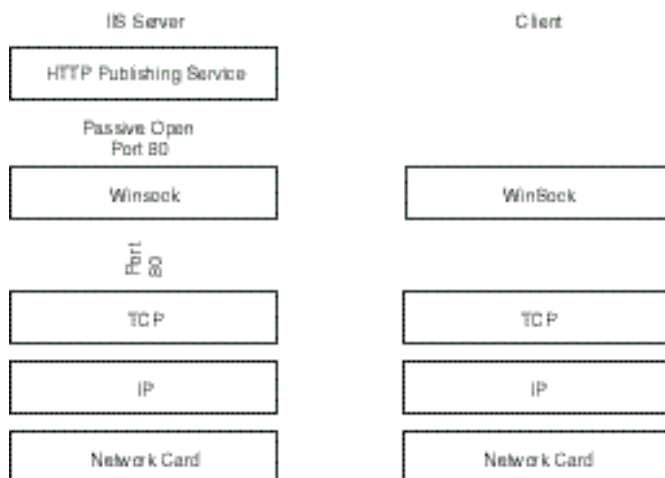 IIS Server
Client
HTTP Publishing Service
Passive Open
Port 80
Winsock
WinSock
Port
80
TCP
TCP
IP
IP
Network Card
Network Card